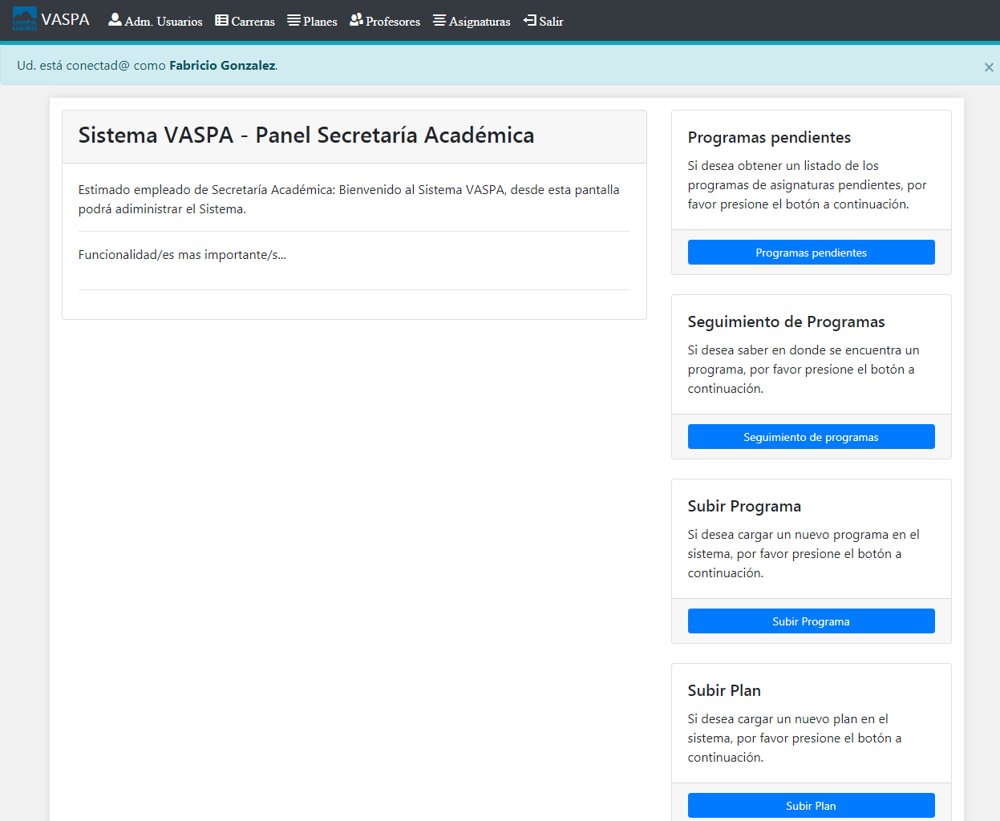 UNPA
UARG
VASPA
Adm. Usuarios
Carreras
Planes
Profesores
Asignaturas
Salir
Ud. está conectad@ como Fabricio Gonzalez.
×
Sistema VASPA - Panel Secretaría Académica
Estimado empleado de Secretaría Académica: Bienvenido al Sistema VASPA, desde esta pantalla
podrá adiministrar el Sistema.
Funcionalidad/es mas importante/s...
Programas pendientes
Si desea obtener un listado de los
programas de asignaturas pendientes, por
favor presione el botón a continuación.
Programas pendientes
Seguimiento de Programas
Si desea saber en donde se encuentra un
programa, por favor presione el botón a
continuación.
Seguimiento de programas
Subir Programa
Si desea cargar un nuevo programa en el
sistema, por favor presione el botón a
continuación.
Subir Programa
Subir Plan
Si desea cargar un nuevo plan en el
sistema, por favor presione el botón a
continuación.
Subir Plan